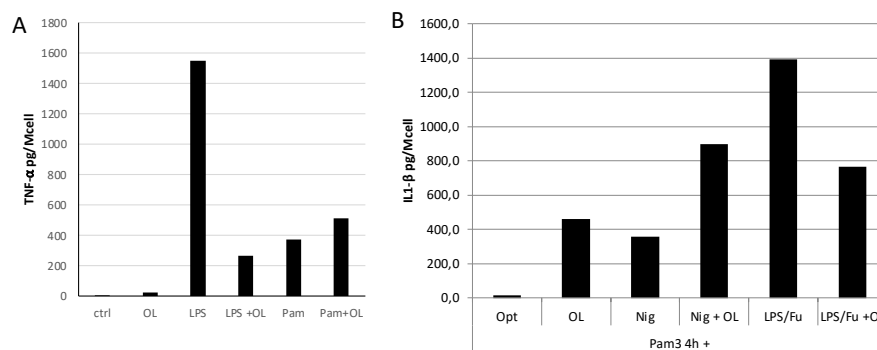 A
TNF-α pg/Mcell
1800
1600
1400
1200
1000
800
600
400
200
0
ctrl OL LPS LPS +OL Pam Pam+OL
B
IL1-β pg/Mcell
1600,0
1400,0
1200,0
1000,0
800,0
600,0
400,0
200,0
0,0
Opt OL Nig Nig + OL LPS/Fu LPS/Fu +O
Pam3 4h +